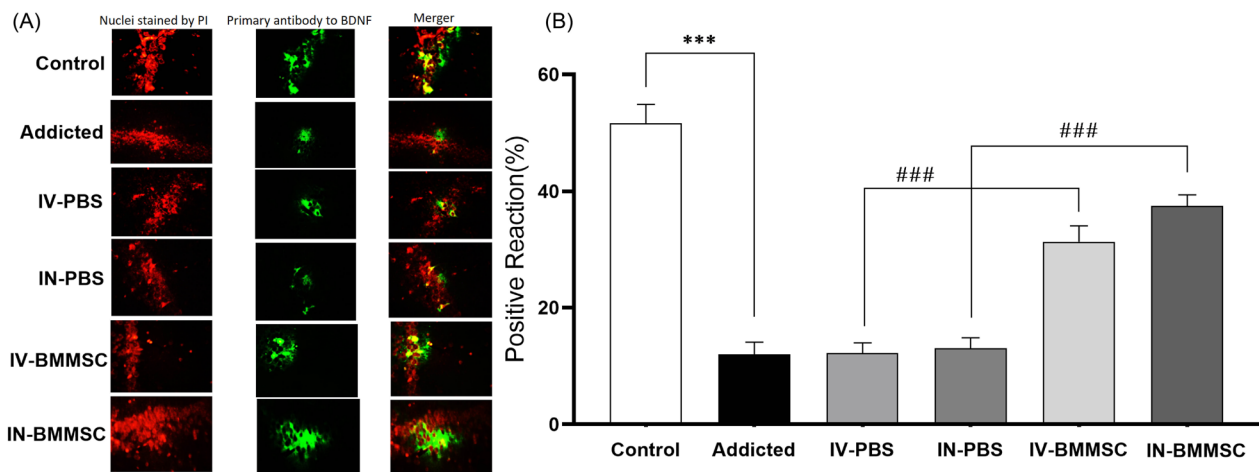 (A)
Nuclei stained by PI
Primary antibody to BDNF
Merger
Control
Addicted
IV-PBS
IN-PBS
IV-BMMSC
IN-BMMSC
(B)
Positive Reaction(%)
60
40
20
0
***
###
###
Control
Addicted
IV-PBS
IN-PBS
IV-BMMSC
IN-BMMSC